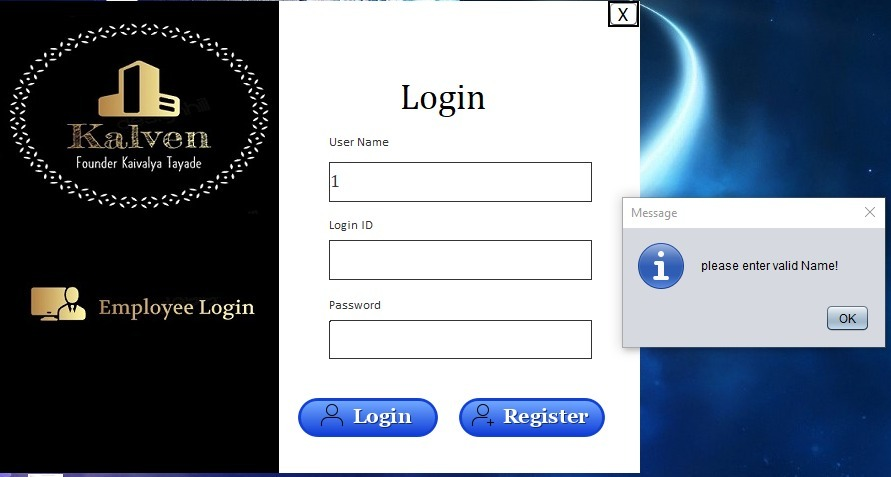 Kalven
Founder Kaivalya Tayade
Employee Login
X
Login
User Name
1
Login ID
Password
Login
Register
Message
please enter valid Name!
OK